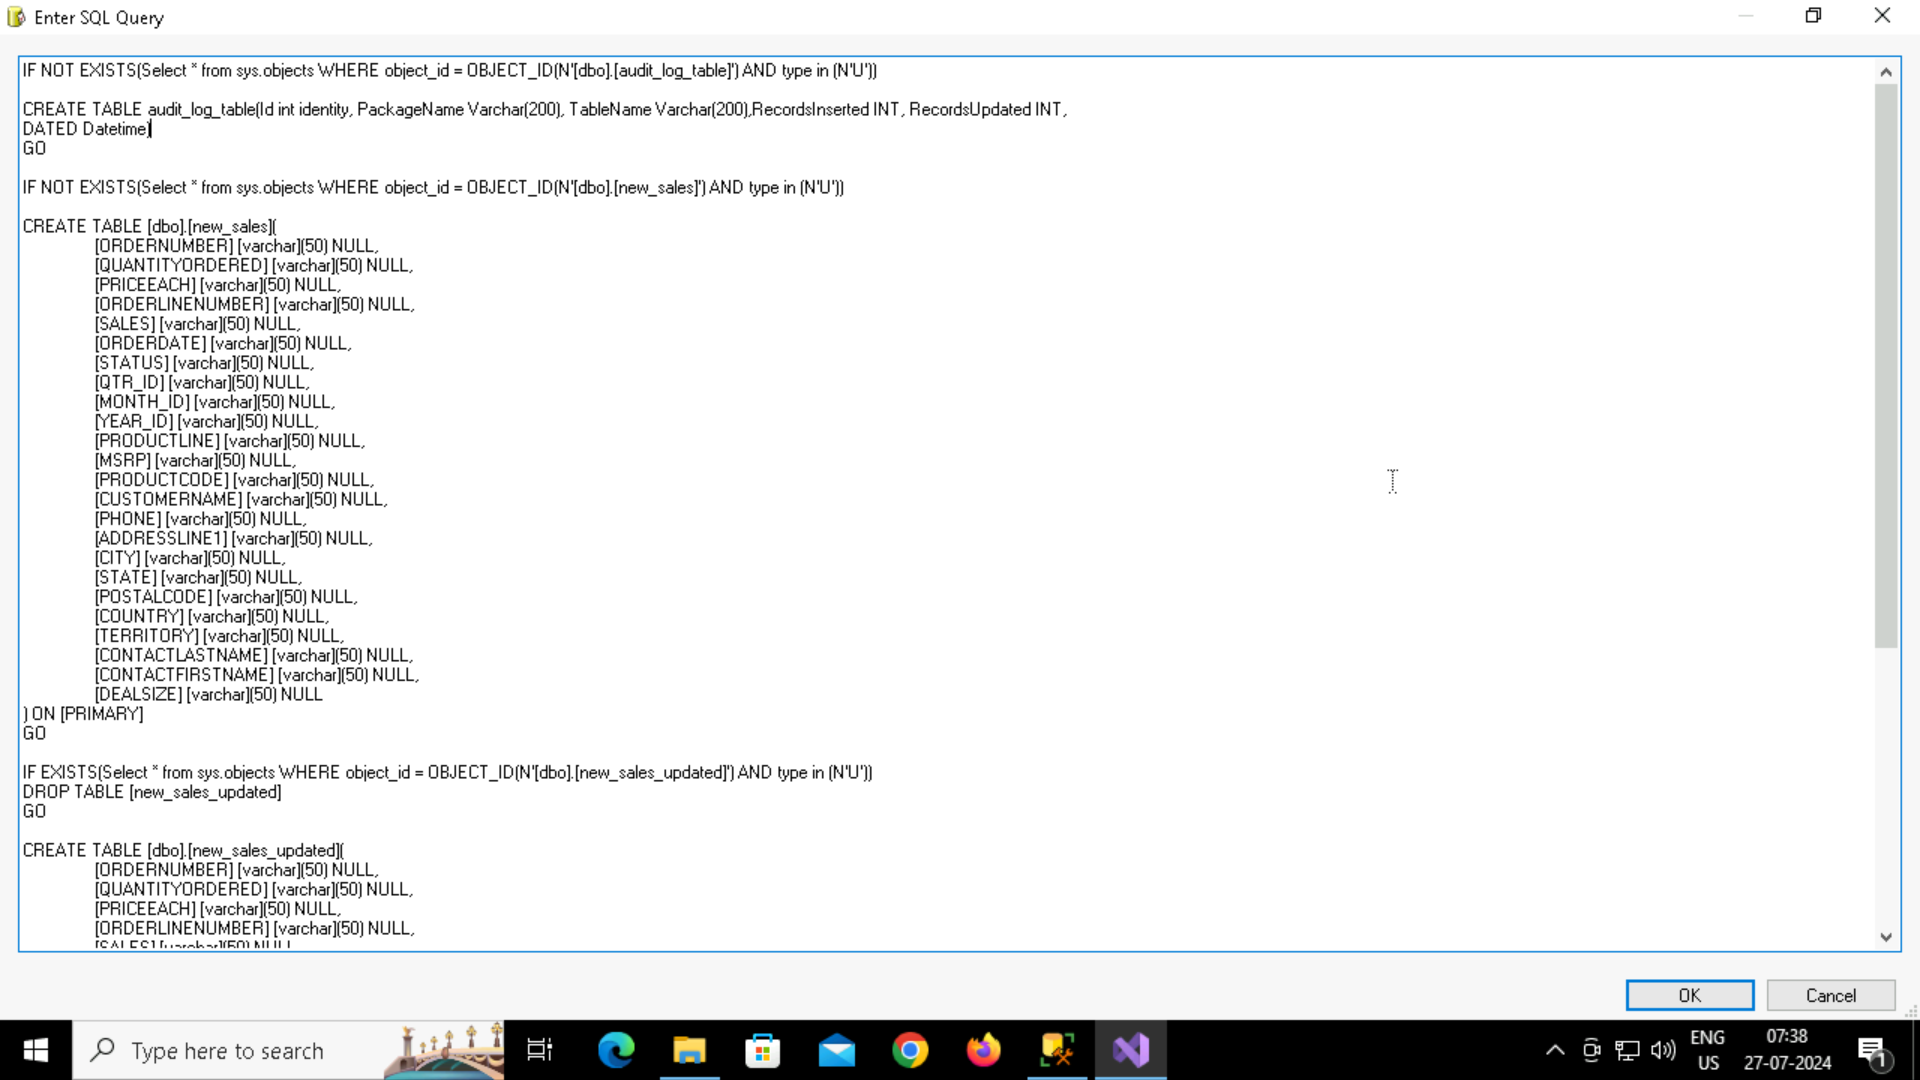 Enter SQL Query
IF NOT EXISTS(Select * from sys.objects WHERE object_id = OBJECT_ID(N'[dbo].[audit_log_table]') AND type in (N'U'))
CREATE TABLE audit_log_table(Id int identity, PackageName Varchar(200), TableName Varchar(200),RecordsInserted INT, RecordsUpdated INT,
DATED Datetime)
GO
IF NOT EXISTS(Select * from sys.objects WHERE object_id = OBJECT_ID(N'[dbo].[new_sales]') AND type in (N'U'))
CREATE TABLE [dbo].[new_sales](
[ORDERNUMBER] [varchar](50) NULL,
[QUANTITYORDERED] [varchar](50) NULL,
[PRICEEACH] [varchar](50) NULL,
[ORDERLINENUMBER] [varchar](50) NULL,
[SALES] [varchar](50) NULL,
[ORDERDATE] [varchar](50) NULL,
[STATUS] [varchar](50) NULL,
[QTR_ID] [varchar](50) NULL,
[MONTH_ID] [varchar](50) NULL,
[YEAR_ID] [varchar](50) NULL,
[PRODUCTLINE] [varchar](50) NULL,
[MSRP] [varchar](50) NULL,
[PRODUCTCODE] [varchar](50) NULL,
[CUSTOMERNAME] [varchar](50) NULL,
[PHONE] [varchar](50) NULL,
[ADDRESSLINE1] [varchar](50) NULL,
[CITY] [varchar](50) NULL,
[STATE] [varchar](50) NULL,
[POSTALCODE] [varchar](50) NULL,
[COUNTRY] [varchar](50) NULL,
[TERRITORY] [varchar](50) NULL,
[CONTACTLASTNAME] [varchar](50) NULL,
[CONTACTFIRSTNAME] [varchar](50) NULL,
[DEALSIZE] [varchar](50) NULL
) ON [PRIMARY]
GO
IF EXISTS(Select * from sys.objects WHERE object_id = OBJECT_ID(N'[dbo].[new_sales_updated]') AND type in (N'U'))
DROP TABLE [new_sales_updated]
GO
CREATE TABLE [dbo].[new_sales_updated](
[ORDERNUMBER] [varchar](50) NULL,
[QUANTITYORDERED] [varchar](50) NULL,
[PRICEEACH] [varchar](50) NULL,
[ORDERLINENUMBER] [varchar](50) NULL,
[SALES] [varchar](50) NULL
OK Cancel
Type here to search
ENG 07:38
US 27-07-2024
1